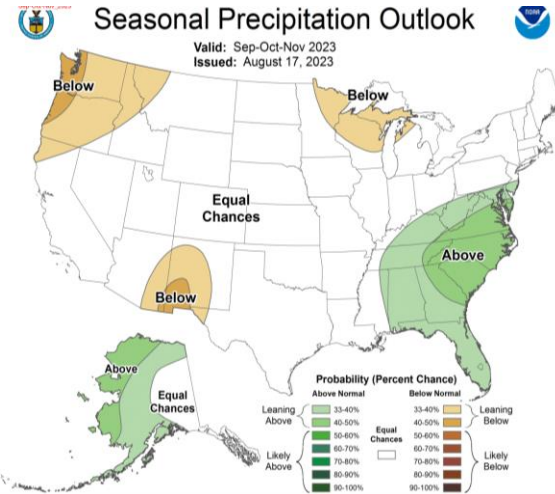 Seasonal Precipitation Outlook
Valid: Sep-Oct-Nov 2023
Issued: August 17, 2023
Below
Below
Equal
Chances
Above
Below
Above
Equal
Chances
Probability (Percent Chance)
Above Normal
Below Normal
Leaning
Above
33-40%
40-50%
Likely
Above
50-60%
60-70%
70-80%
80-90%
90-100%
Equal
Chances
33-40%
40-50%
Leaning
Below
50-60%
60-70%
70-80%
80-90%
90-100%
Likely
Below